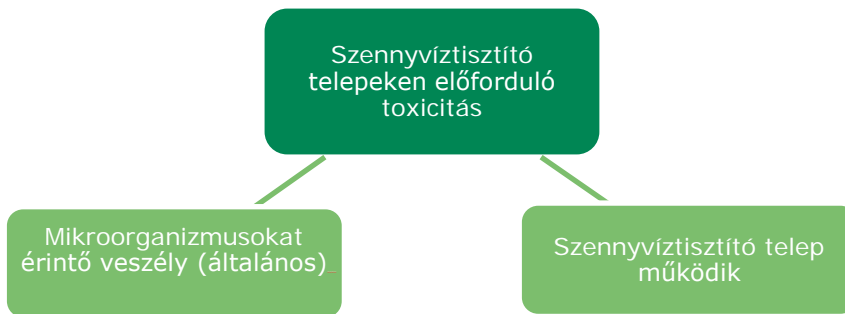 Szennyvíztisztító
telepeken előforduló
toxicitás
Mikroorganizmusokat
érintő veszély (általános)_
Szennyvíztisztító telep
működik